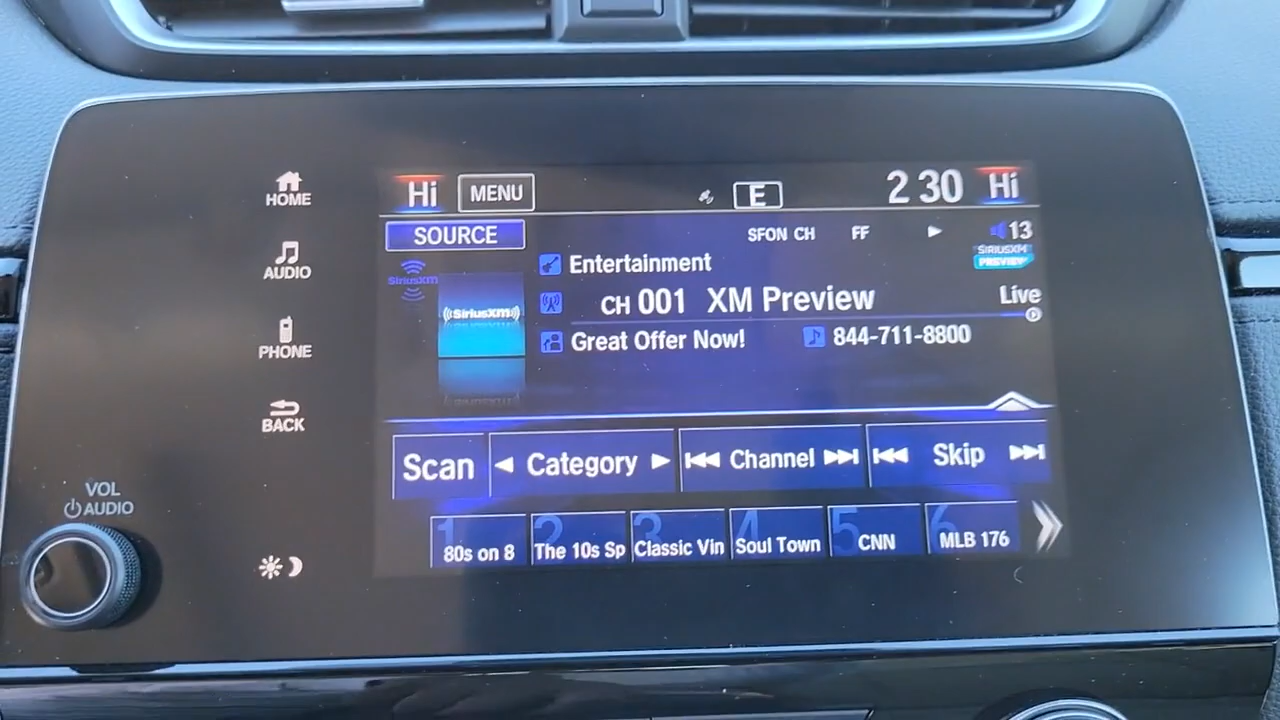 HOME
AUDIO
PHONE
BACK
VOL
AUDIO
Hi MENU E 2 30 Hi
SOURCE SFON CH FF 13
SIRIUSXM
PREVIEW
SiriusXM
((SiriusXM))
Entertainment
CH 001 XM Preview Live
Great Offer Now! 844-711-8800
Scan Category Channel Skip
1 80s on 8
2 The 10s Sp
3 Classic Vin
4 Soul Town
5 CNN
6 MLB 176